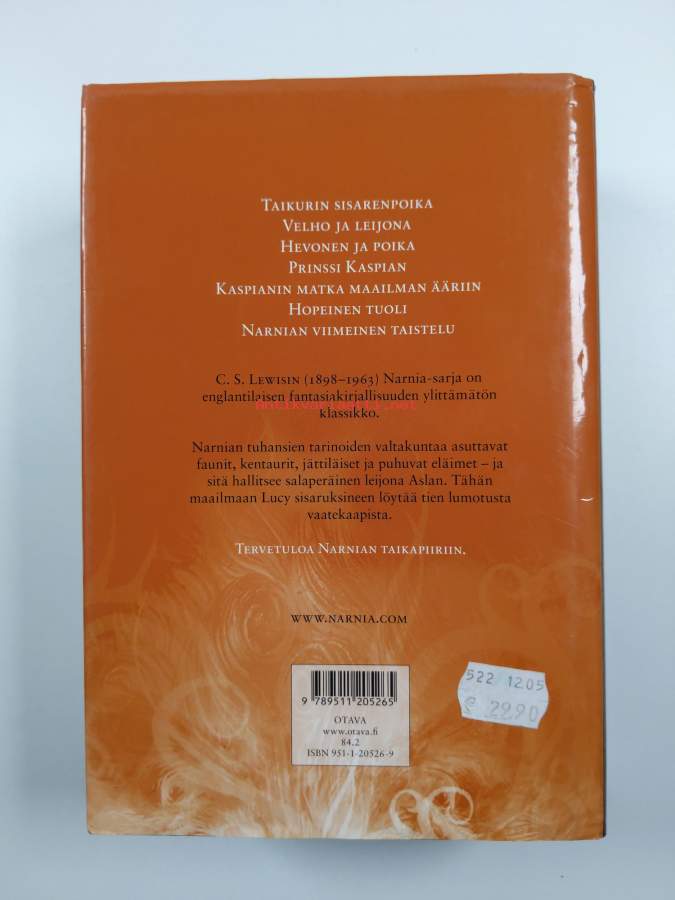 TAIKURIN SISARENPOIKA
VELHO JA LEIJONA
HEVONEN JA POIKA
PRINSSI KASPIAN
KASPIANIN MATKA MAAILMAN ÄÄRIIN
HOPEINEN TUOLI
NARNIAN VIIMEINEN TAISTELU
C. S. LEWISIN (1898–1963) Narnia-sarja on
englantilaisen fantasiakirjallisuuden ylittämätön
klassikko.
Narnian tuhansien tarinoiden valtakuntaa asuttavat
faunit, kentaurit, jättiläiset ja puhuvat eläimet – ja
sitä hallitsee salaperäinen leijona Aslan. Tähän
maailmaan Lucy sisaruksineen löytää tien lumotusta
vaatekaapista.
TERVETULOA NARNIAN TAIKAPIIRIIN.
WWW.NARNIA.COM
9 789511 205265
OTAVA
www.otava.fi
84.2
ISBN 951-1-20526-9
522 12.05
2890